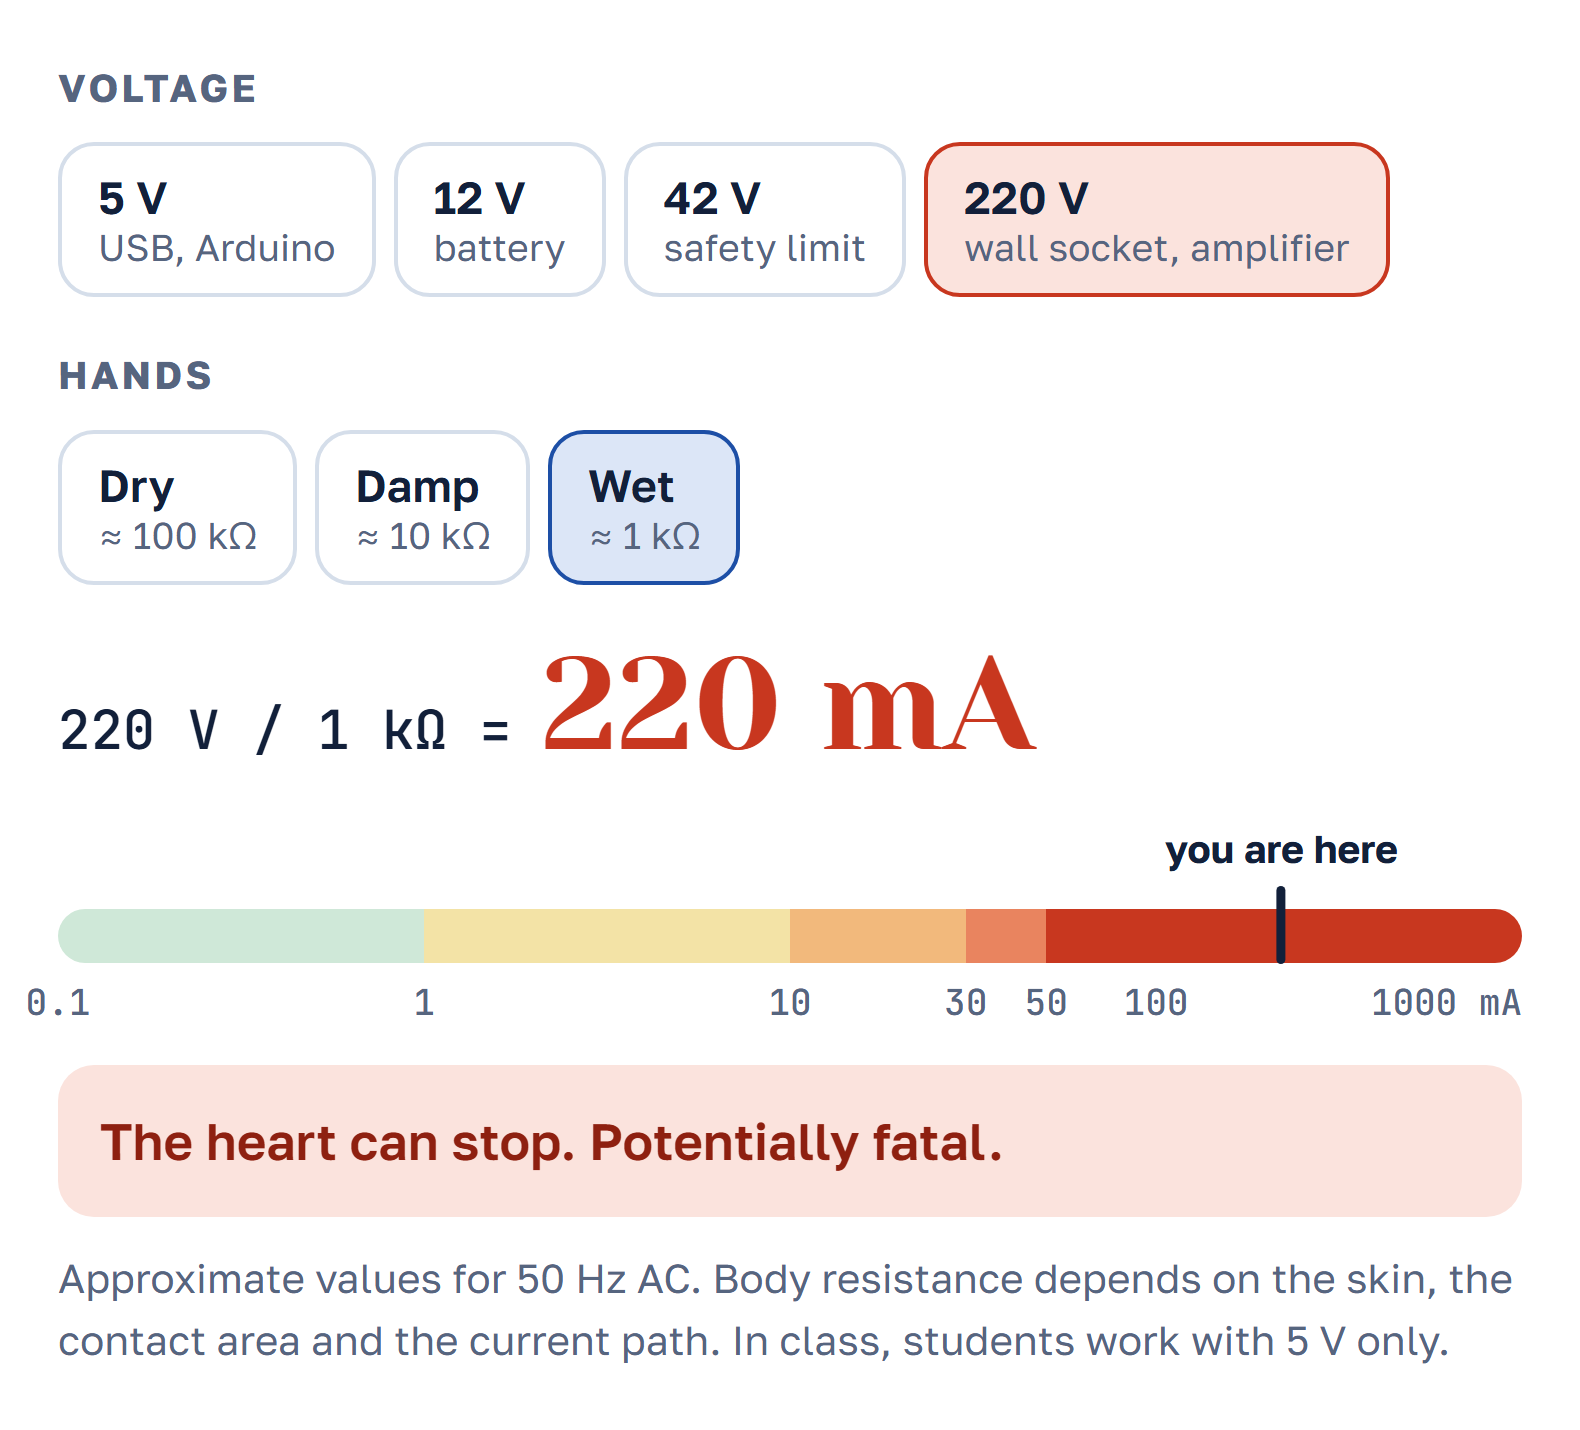 VOLTAGE
5 V
USB, Arduino
12 V
battery
42 V
safety limit
220 V
wall socket, amplifier
HANDS
Dry
≈ 100 kΩ
Damp
≈ 10 kΩ
Wet
≈ 1 kΩ
220 V / 1 kΩ = 220 mA
you are here
0.1 1 10 30 50 100 1000 mA
The heart can stop. Potentially fatal.
Approximate values for 50 Hz AC. Body resistance depends on the skin, the
contact area and the current path. In class, students work with 5 V only.